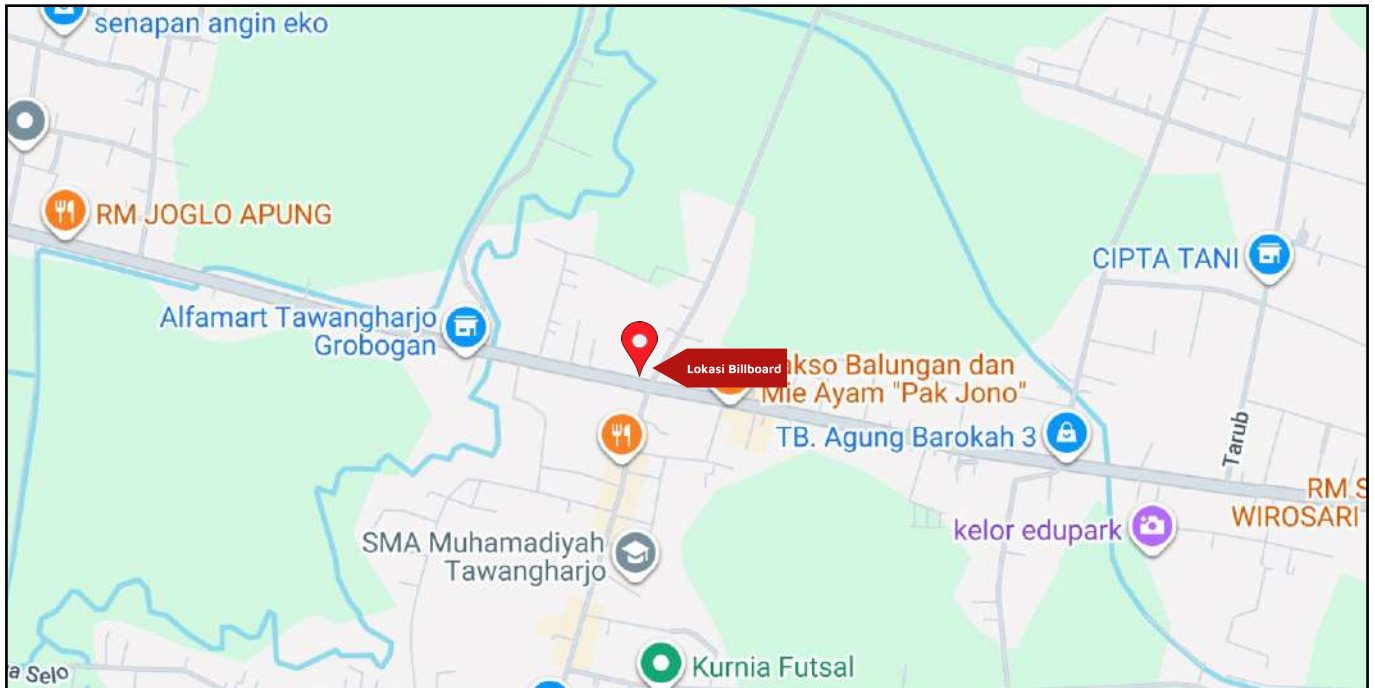 senapan angin eko
RM JOGLO APUNG
CIPTA TANI
Alfamart Tawangharjo
Grobogan
Lokasi Billboard
akso Balungan dan
Mie Ayam "Pak Jono"
TB. Agung Barokah 3
Tarub
RM S
WIROSARI
kelor edupark
SMA Muhamadiyah
Tawangharjo
a Selo
Kurnia Futsal